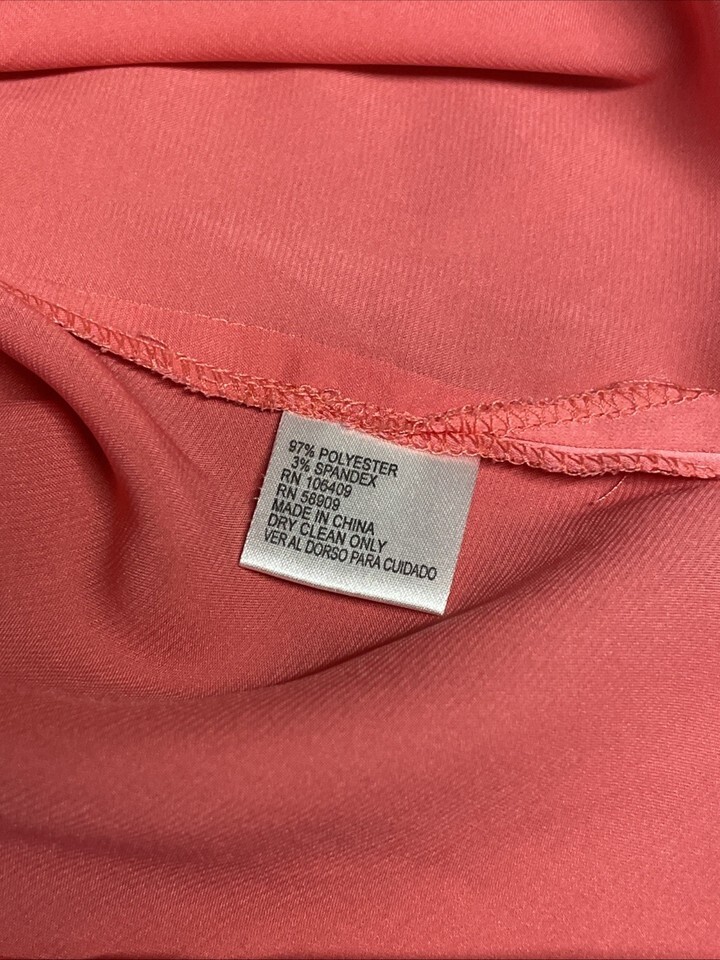 97% POLYESTER
3% SPANDEX
RN 106409
RN 58909
MADE IN CHINA
DRY CLEAN ONLY
VER AL DORSO PARA CUIDADO